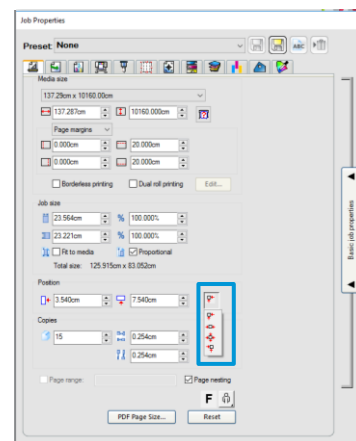 Job Properties
Preset None
ABC
Media size
137.29cm x 10160.00cm
137.287cm 10160.000cm
Page margins
0.000cm 20.000cm
0.000cm 20.000cm
Borderless printing Dual roll printing Edit...
Job size
23.564cm % 100.000%
23.221cm % 100.000%
Fit to media Proportional
Total size: 125.915cm x 83.052cm
Position
3.540cm 7.540cm
Copies
15 0.254cm
0.254cm
Page range: Page nesting
F
PDF Page Size... Reset
Basic job properties